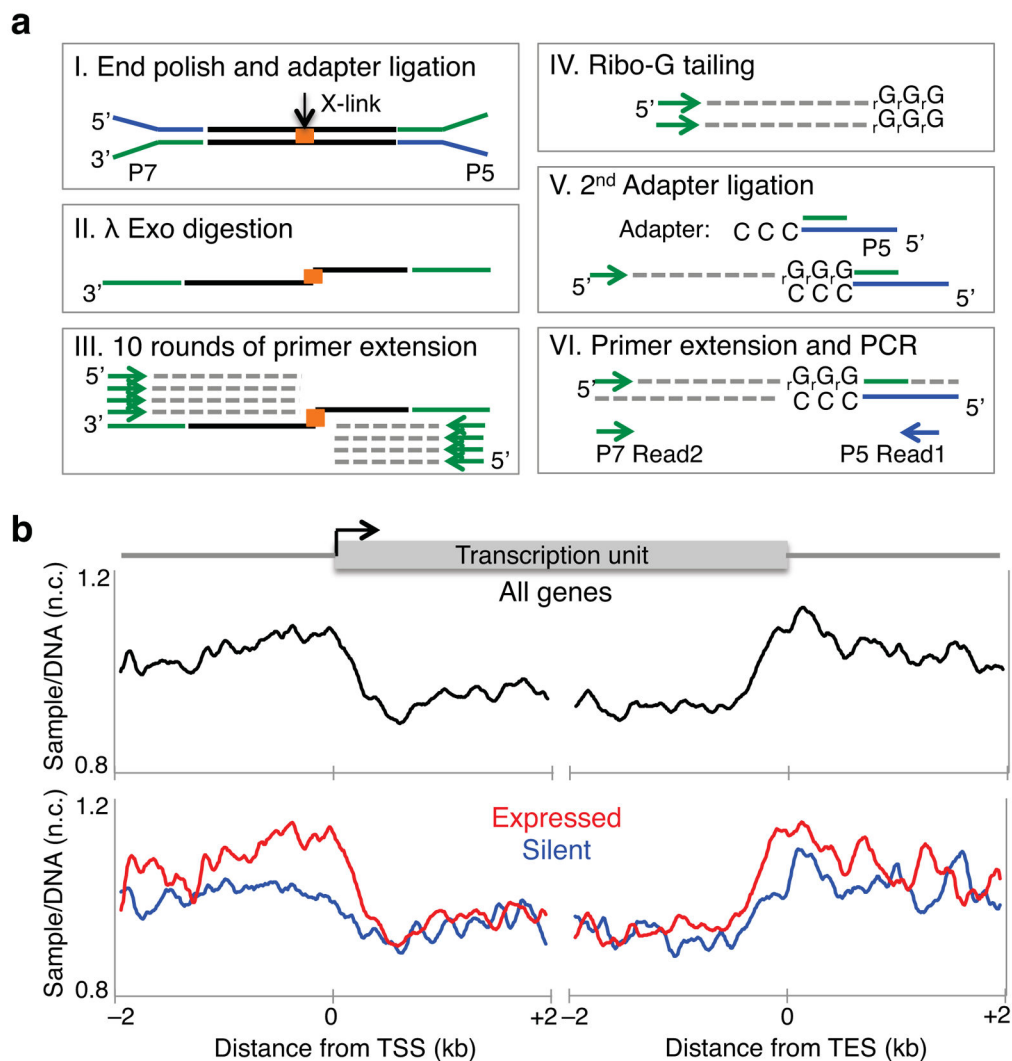 a
I. End polish and adapter ligation
X-link
5’
3’
P7
P5
II. λ Exo digestion
3’
III. 10 rounds of primer extension
5’
3’
5’
IV. Ribo-G tailing
5’
rGrGrG
rGrGrG
V. 2nd Adapter ligation
Adapter: C C C
P5 5’
5’
rGrGrG
CCC
5’
VI. Primer extension and PCR
5’
rGrGrG
CCC
5’
P7 Read2
P5 Read1
b
Transcription unit
All genes
Sample/DNA (n.c.)
1.2
0.8
Expressed
Silent
Sample/DNA (n.c.)
1.2
0.8
–2 0 +2 –2 0 +2
Distance from TSS (kb) Distance from TES (kb)